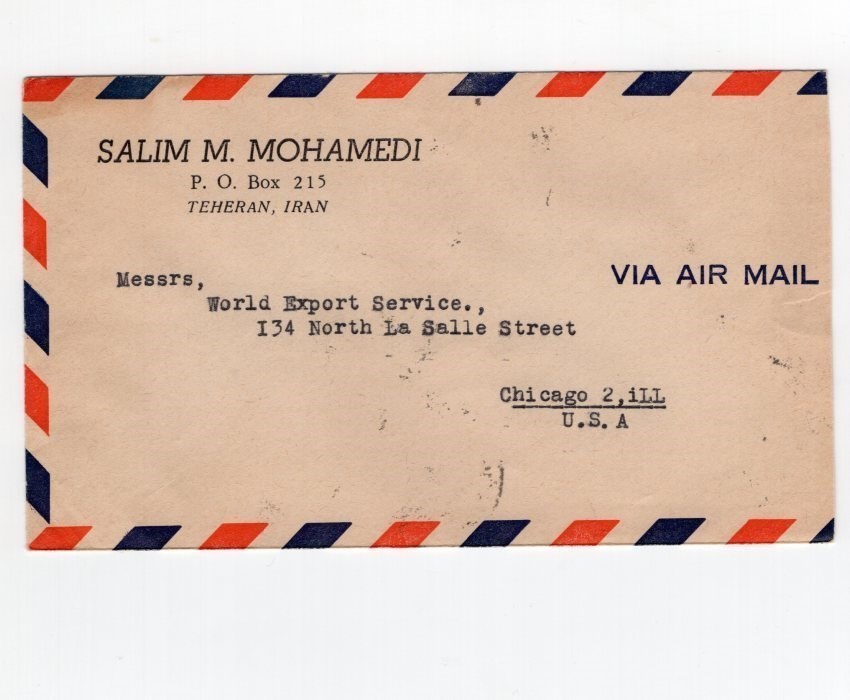 SALIM M. MOHAMEDI
P. O. Box 215
TEHERAN, IRAN
VIA AIR MAIL
Messrs,
World Export Service.,
I34 North La Salle Street
Chicago 2,iLL
U.S.A